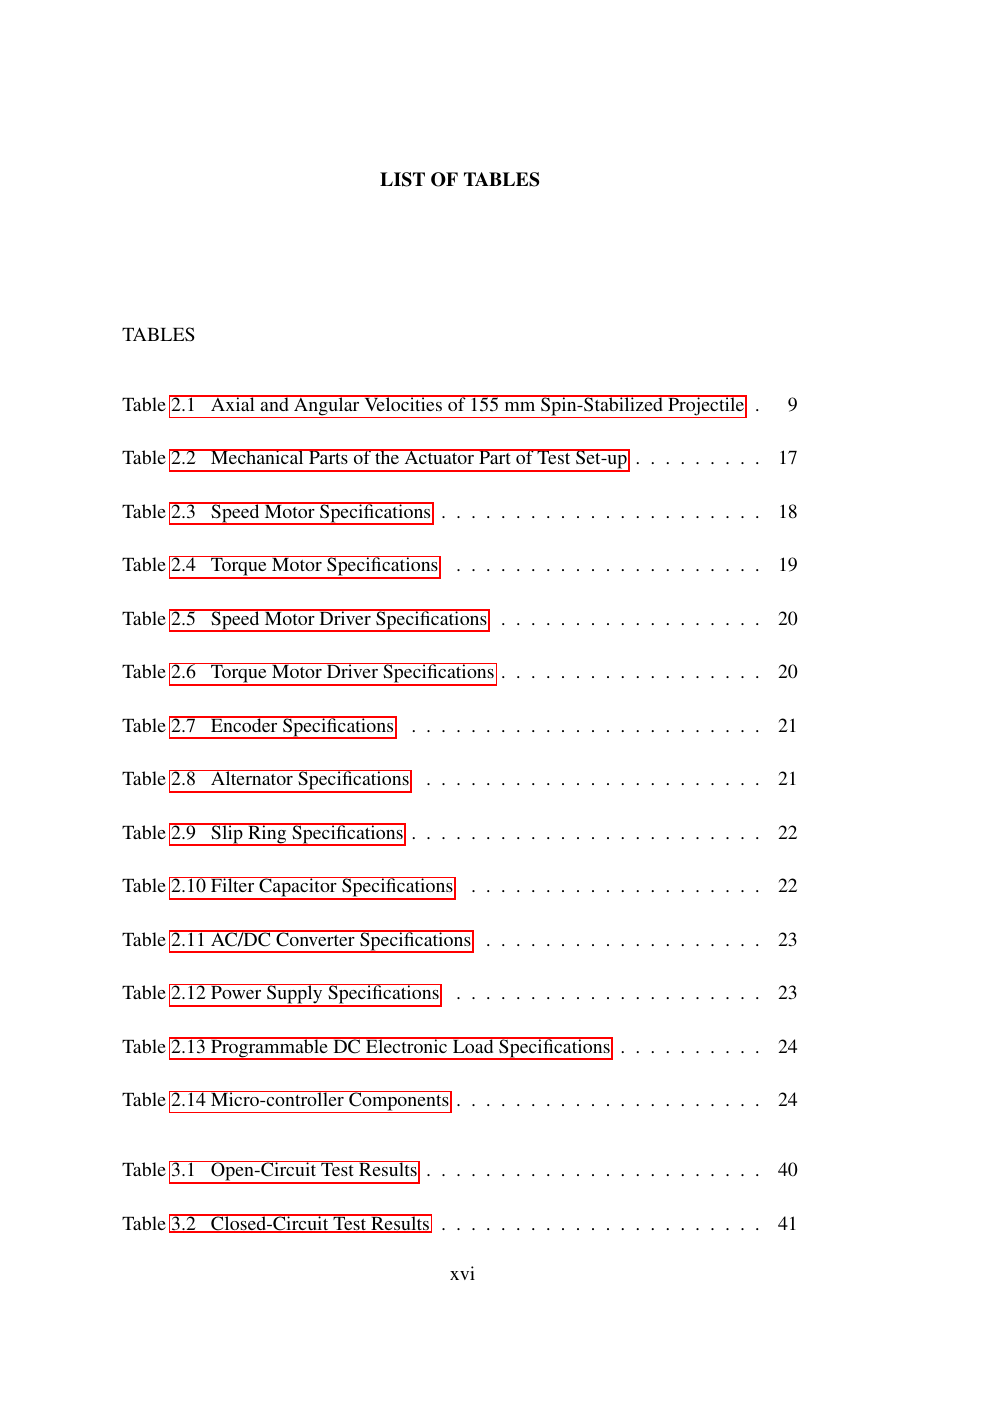 LIST OF TABLES
TABLES
Table 2.1 Axial and Angular Velocities of 155 mm Spin-Stabilized Projectile . 9
Table 2.2 Mechanical Parts of the Actuator Part of Test Set-up . . . . . . . . . 17
Table 2.3 Speed Motor Specifications . . . . . . . . . . . . . . . . . . . . . . 18
Table 2.4 Torque Motor Specifications . . . . . . . . . . . . . . . . . . . . . 19
Table 2.5 Speed Motor Driver Specifications . . . . . . . . . . . . . . . . . . 20
Table 2.6 Torque Motor Driver Specifications . . . . . . . . . . . . . . . . . . 20
Table 2.7 Encoder Specifications . . . . . . . . . . . . . . . . . . . . . . . . 21
Table 2.8 Alternator Specifications . . . . . . . . . . . . . . . . . . . . . . . 21
Table 2.9 Slip Ring Specifications . . . . . . . . . . . . . . . . . . . . . . . . 22
Table 2.10 Filter Capacitor Specifications . . . . . . . . . . . . . . . . . . . . 22
Table 2.11 AC/DC Converter Specifications . . . . . . . . . . . . . . . . . . . 23
Table 2.12 Power Supply Specifications . . . . . . . . . . . . . . . . . . . . . 23
Table 2.13 Programmable DC Electronic Load Specifications . . . . . . . . . . 24
Table 2.14 Micro-controller Components . . . . . . . . . . . . . . . . . . . . . 24
Table 3.1 Open-Circuit Test Results . . . . . . . . . . . . . . . . . . . . . . . 40
Table 3.2 Closed-Circuit Test Results . . . . . . . . . . . . . . . . . . . . . . 41
xvi